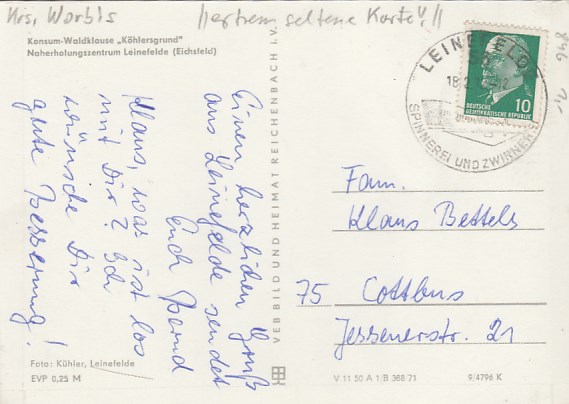 Krs. Worbis
!!extrem seltene Karte!!
Konsum-Waldklause „Köhlersgrund"
Naherholungszentrum Leinefelde (Eichsfeld)
Einen herzlichen Gruß
aus Leinefelde sendet
Euch Bernd
Klaus, was ist los
mit Dir? Ich
wünsche Dir
gute Besserung!
Foto: Kühler, Leinefelde
EVP 0,25 M
VEB BILD UND HEIMAT REICHENBACH I. V.
LEINEFELDE
SPINNEREI UND ZWIRNEREI
10
DEUTSCHE
DEMOKRATISCHE REPUBLIK
Fam.
Klaus Bettels
75 Cottbus
Jessenerstr. 21
V 11 50 A 1/B 368/71
9/4796 K